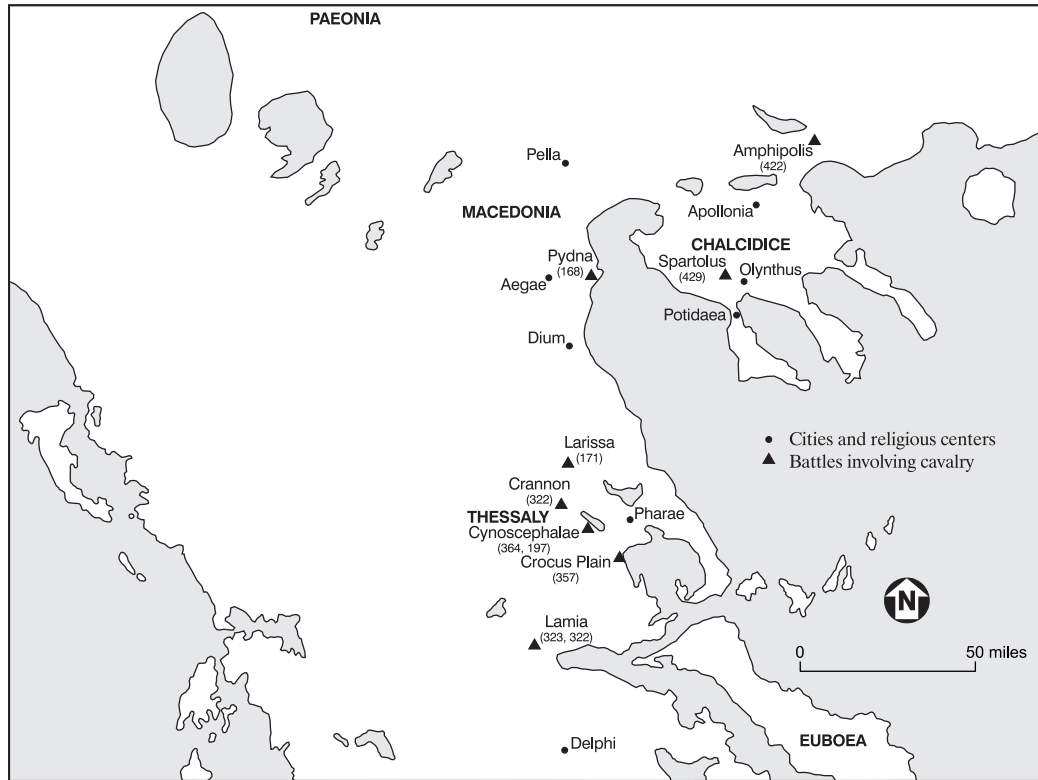 PAEONIA
Amphipolis
(422)
Pella
Apollonia
MACEDONIA
CHALCIDICE
Pydna
(168)
Spartolus
(429)
Olynthus
Aegae
Potidaea
Dium
Cities and religious centers
Battles involving cavalry
Larissa
(171)
Crannon
(322)
THESSALY
Pharae
Cynoscephalae
(364, 197)
Crocus Plain
(357)
N
Lamia
(323, 322)
0 50 miles
EUBOEA
Delphi